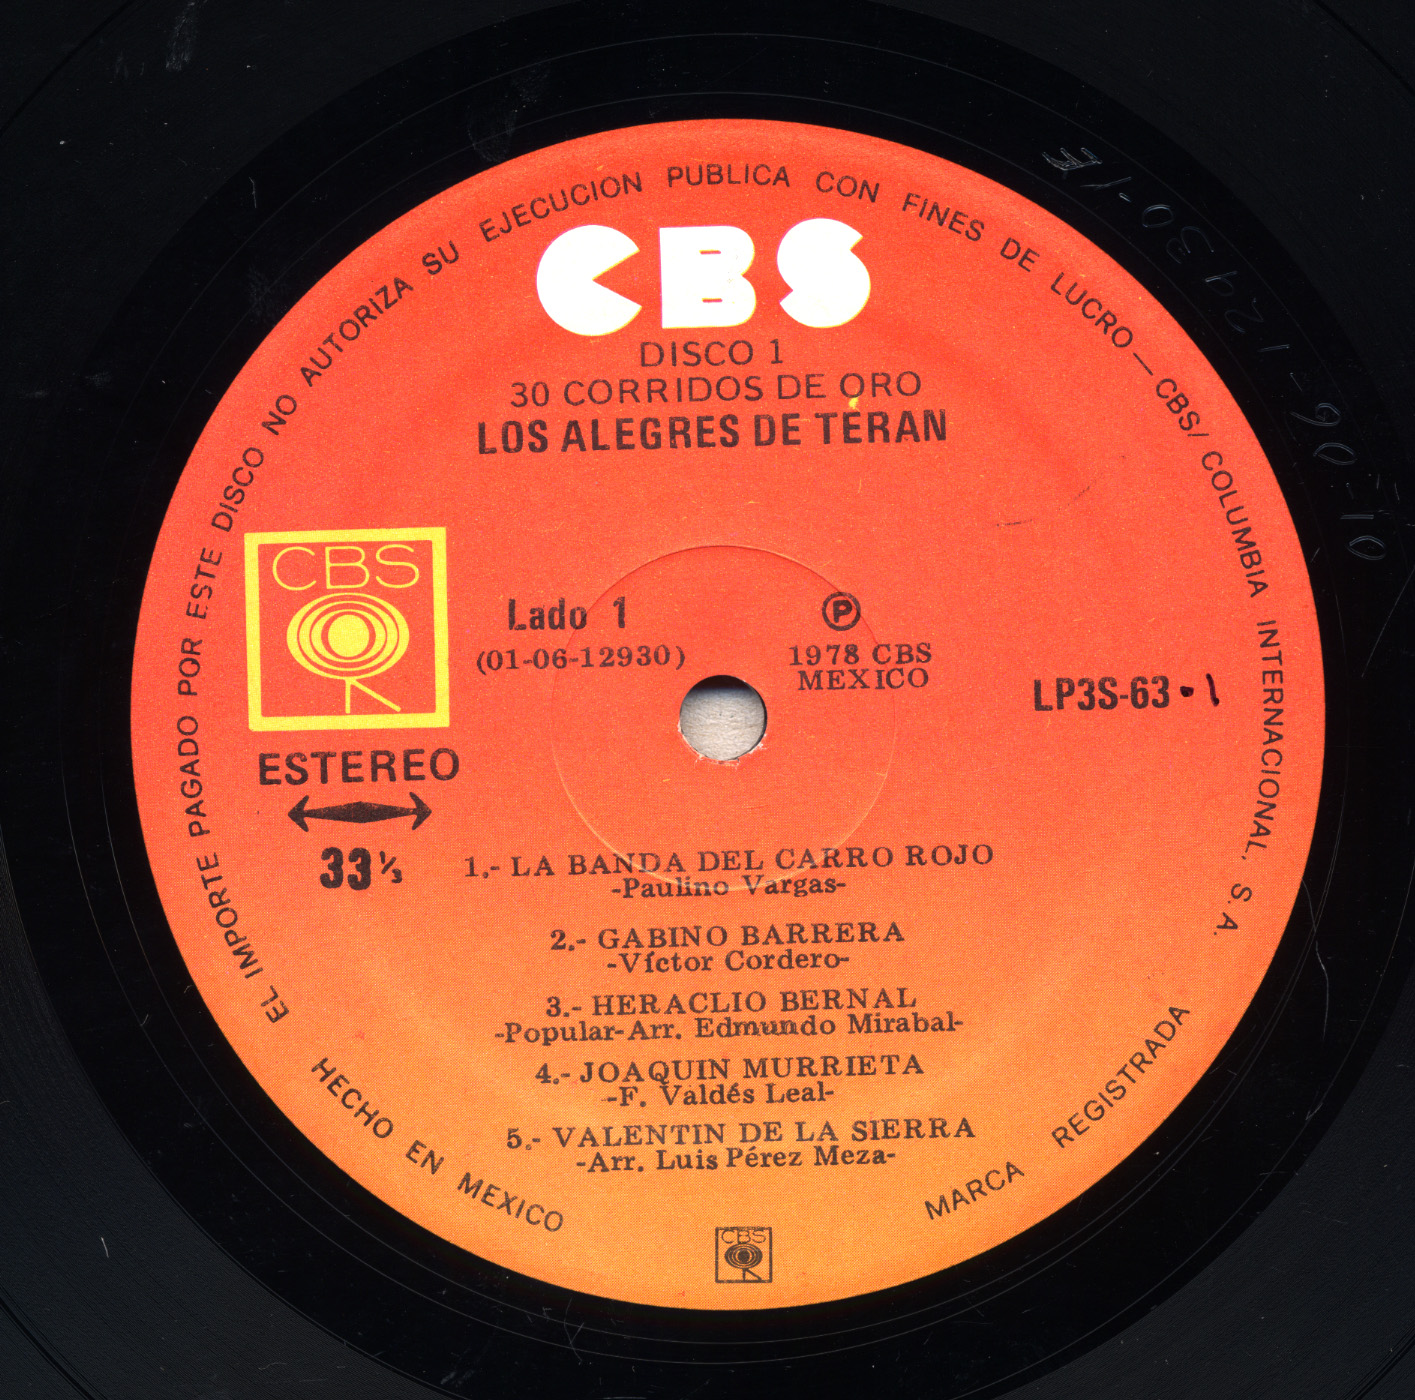 EL IMPORTE PAGADO POR ESTE DISCO NO AUTORIZA SU EJECUCION PUBLICA CON FINES DE LUCRO — CBS/ COLUMBIA INTERNACIONAL, S.A.
CBS
DISCO 1
30 CORRIDOS DE ORO
LOS ALEGRES DE TERAN
CBS
Lado 1
(01-06-12930)
℗
1978 CBS
MEXICO
LP3S-63-1
ESTEREO
33 1/3
1.- LA BANDA DEL CARRO ROJO
-Paulino Vargas-
2.- GABINO BARRERA
-Víctor Cordero-
3.- HERACLIO BERNAL
-Popular-Arr. Edmundo Mirabal-
4.- JOAQUIN MURRIETA
-F. Valdés Leal-
5.- VALENTIN DE LA SIERRA
-Arr. Luis Pérez Meza-
HECHO EN MEXICO
MARCA REGISTRADA
CBS